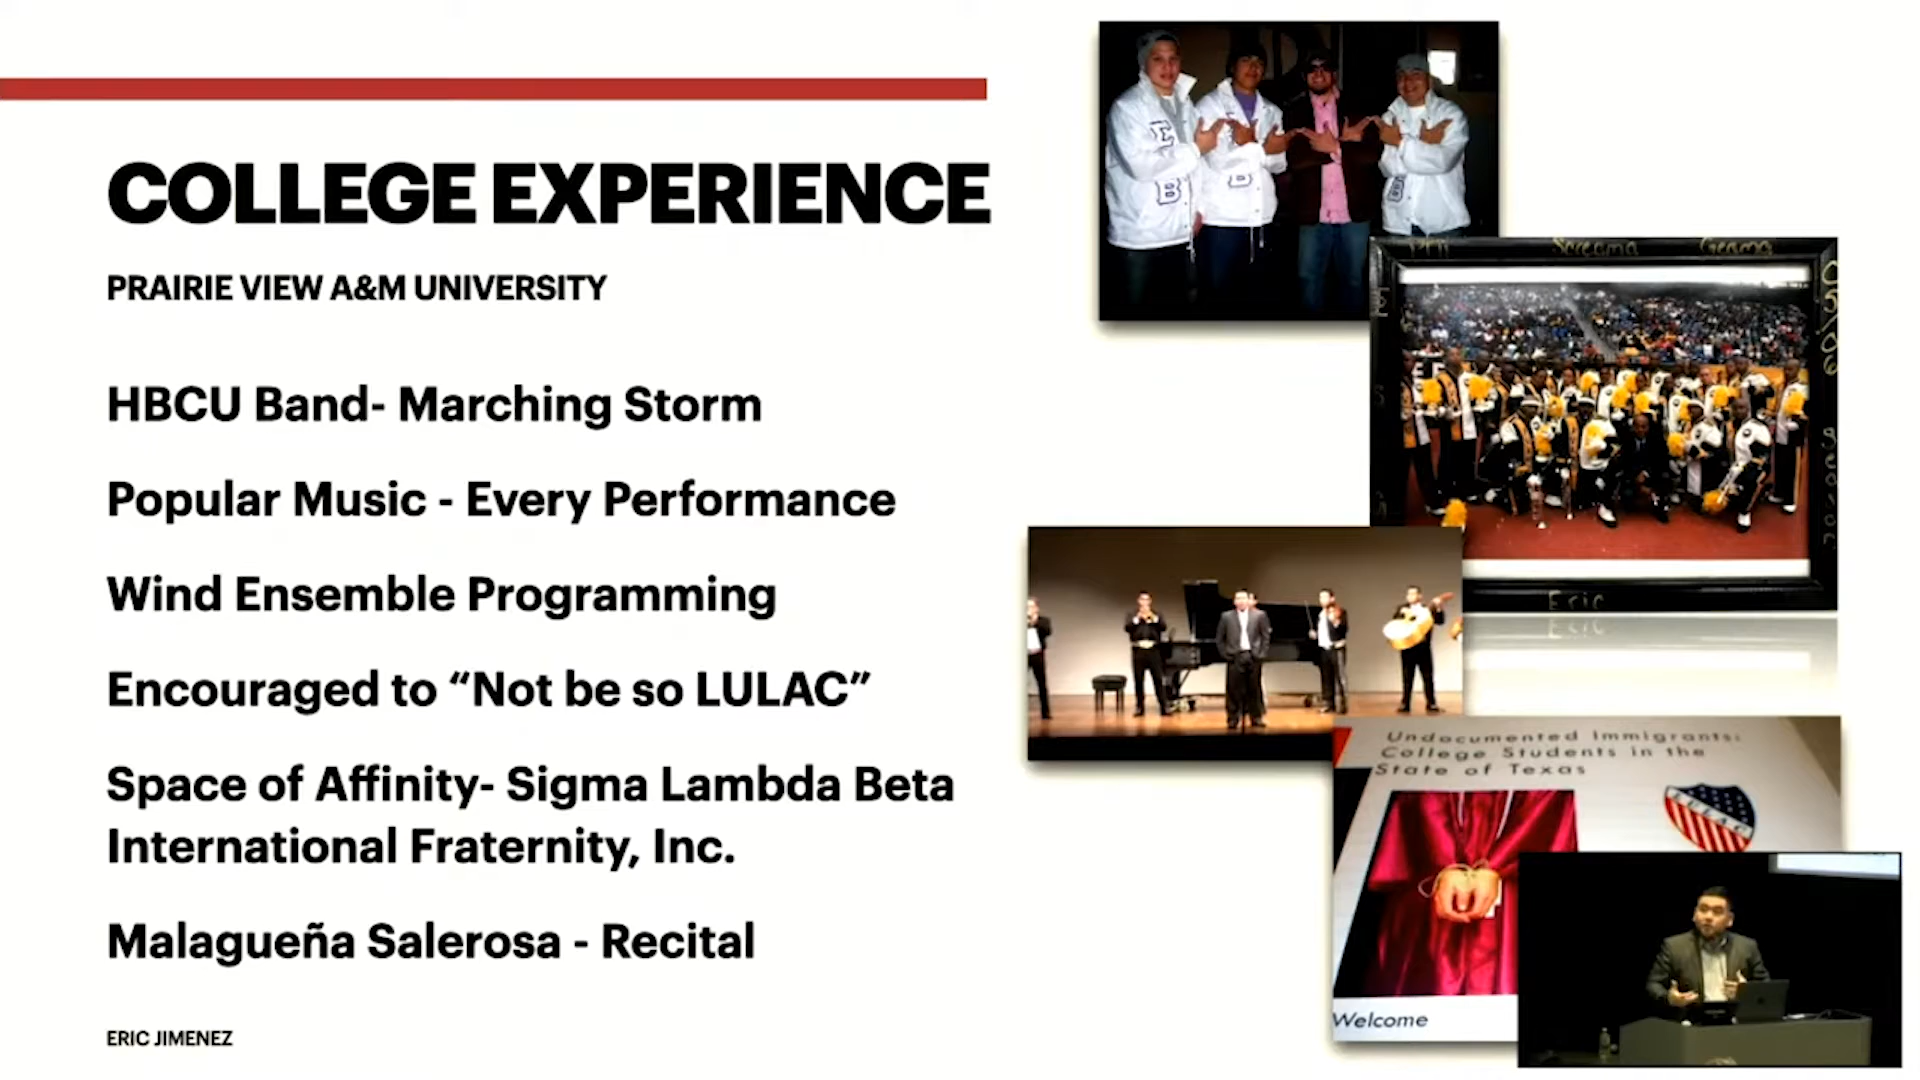 COLLEGE EXPERIENCE
PRAIRIE VIEW A&M UNIVERSITY
HBCU Band- Marching Storm
Popular Music - Every Performance
Wind Ensemble Programming
Encouraged to “Not be so LULAC”
Space of Affinity- Sigma Lambda Beta
International Fraternity, Inc.
Malagueña Salerosa - Recital
ERIC JIMENEZ
Eric
Undocumented Immigrants:
College Students in the
State of Texas
LULAC
Welcome